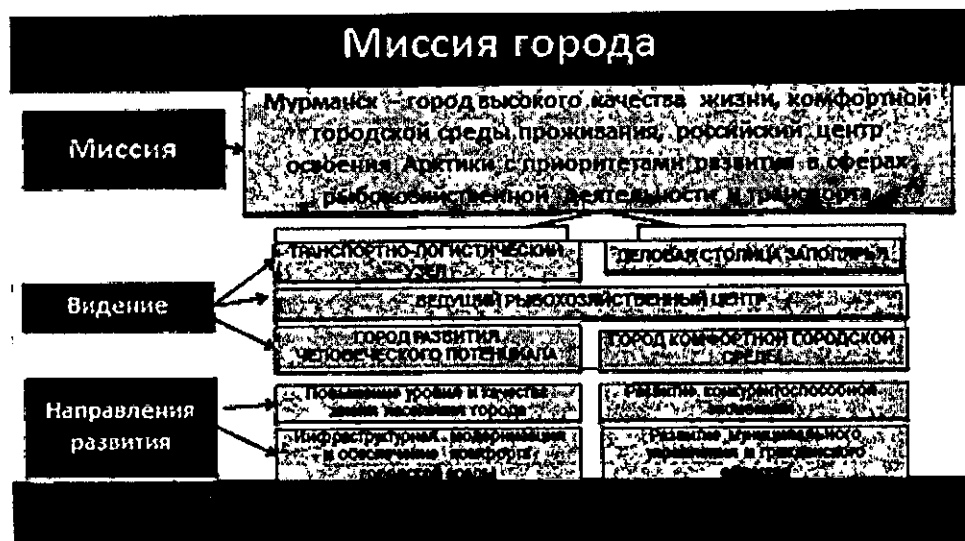 Миссия города
Миссия
Мурманск – город высокого качества жизни, комфортной
городской среды проживания, российский центр
освоения Арктики с приоритетами развития в сферах
рыбохозяйственной деятельности и транспорта
Видение
ТРАНСПОРТНО-ЛОГИСТИЧЕСКИЙ
УЗЕЛ
ДЕЛОВАЯ СТОЛИЦА ЗАПОЛЯРЬЯ
ВЕДУЩИЙ РЫБОХОЗЯЙСТВЕННЫЙ ЦЕНТР
ГОРОД РАЗВИТИЯ
ЧЕЛОВЕЧЕСКОГО ПОТЕНЦИАЛА
ГОРОД КОМФОРТНОЙ ГОРОДСКОЙ
СРЕДЫ
Направления
развития
Повышение уровня и качества
жизни населения города
Развитие конкурентоспособной
экономики
Инфраструктурная модернизация
и обеспечение комфорта
городской среды
Развитие муниципального
управления и гражданского